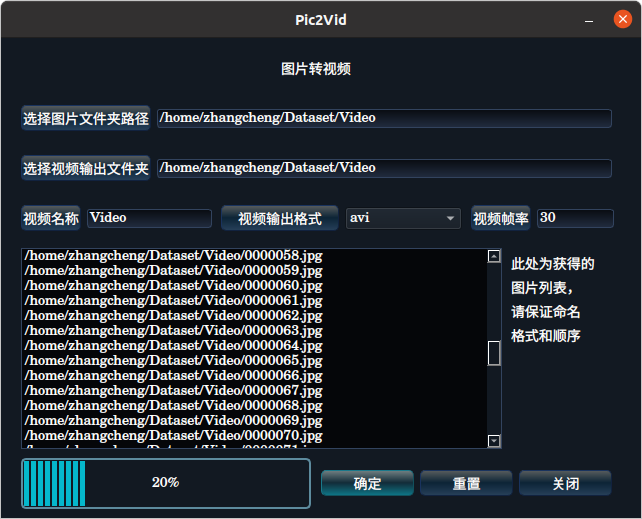 Pic2Vid
图片转视频
选择图片文件夹路径 /home/zhangcheng/Dataset/Video
选择视频输出文件夹 /home/zhangcheng/Dataset/Video
视频名称 Video 视频输出格式 avi 视频帧率 30
/home/zhangcheng/Dataset/Video/0000058.jpg
/home/zhangcheng/Dataset/Video/0000059.jpg
/home/zhangcheng/Dataset/Video/0000060.jpg
/home/zhangcheng/Dataset/Video/0000061.jpg
/home/zhangcheng/Dataset/Video/0000062.jpg
/home/zhangcheng/Dataset/Video/0000063.jpg
/home/zhangcheng/Dataset/Video/0000064.jpg
/home/zhangcheng/Dataset/Video/0000065.jpg
/home/zhangcheng/Dataset/Video/0000066.jpg
/home/zhangcheng/Dataset/Video/0000067.jpg
/home/zhangcheng/Dataset/Video/0000068.jpg
/home/zhangcheng/Dataset/Video/0000069.jpg
/home/zhangcheng/Dataset/Video/0000070.jpg
此处为获得的
图片列表，
请保证命名
格式和顺序
20% 确定 重置 关闭